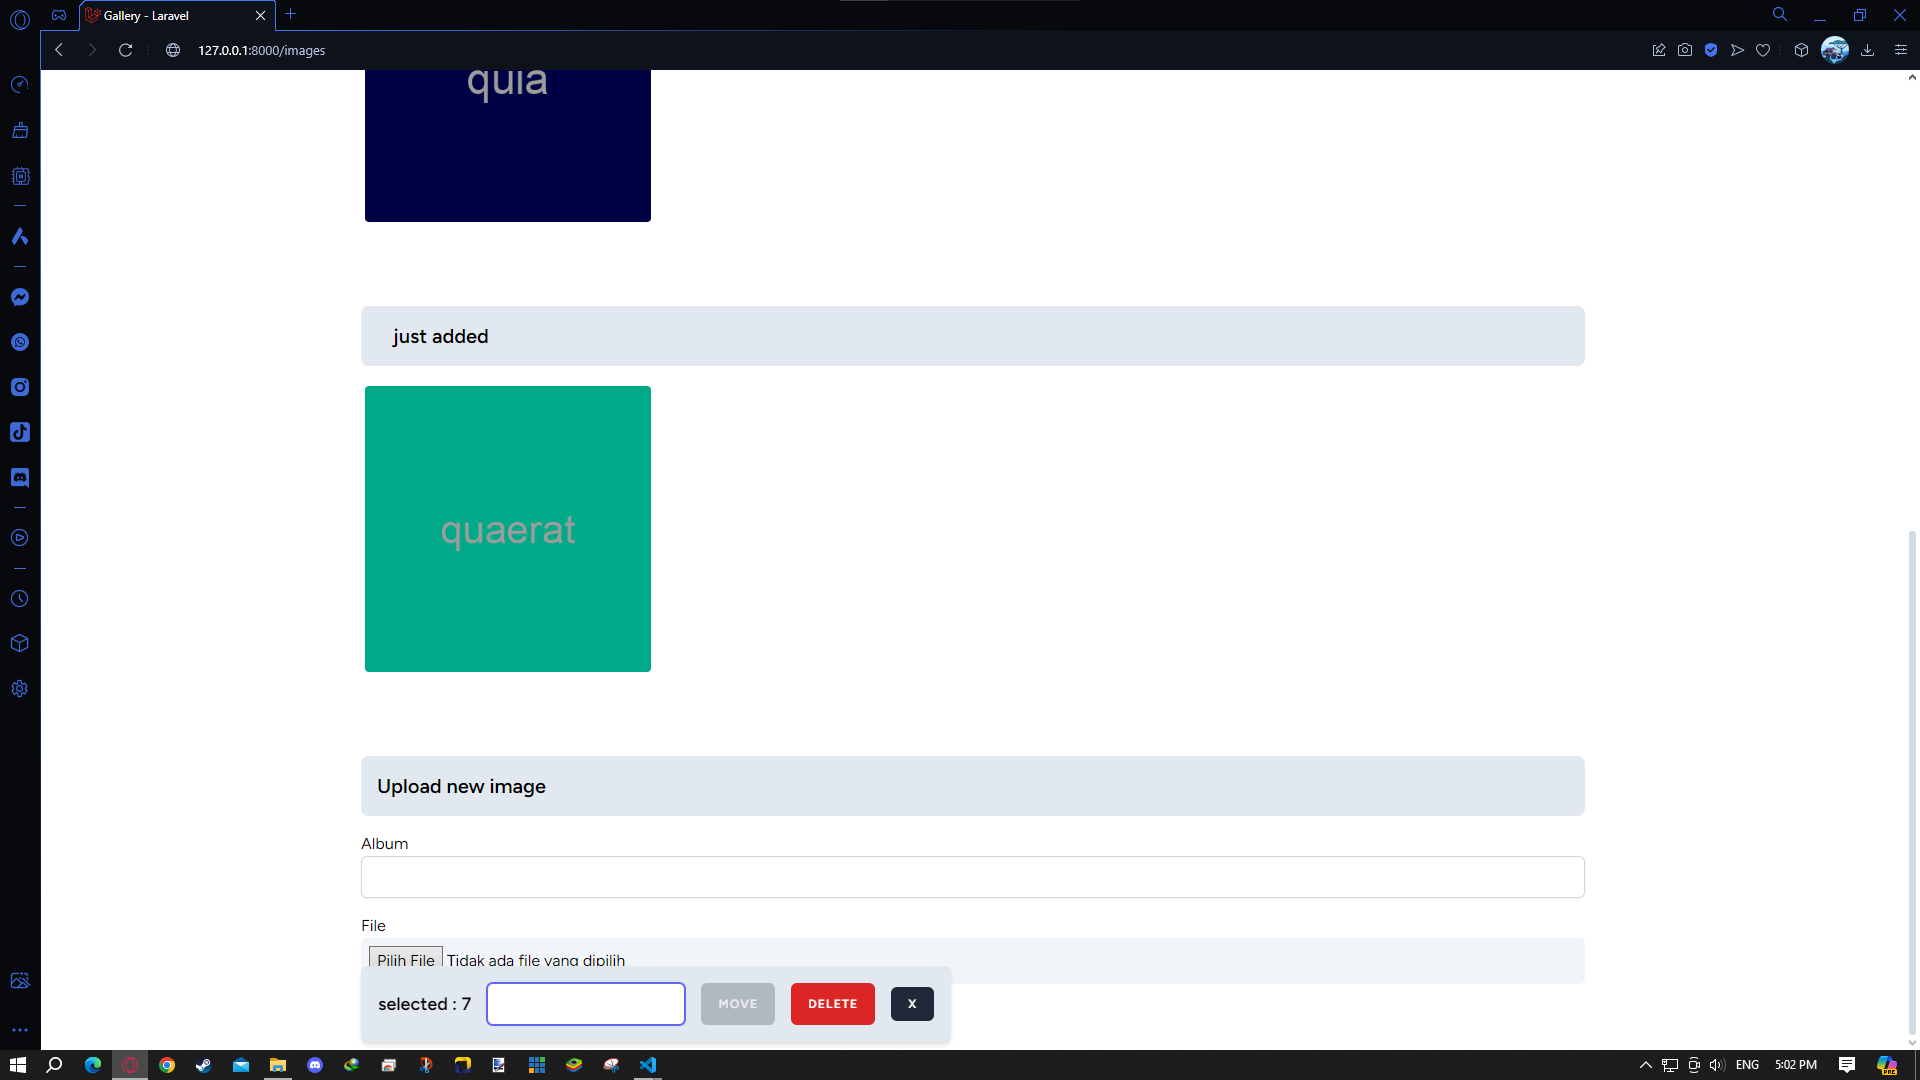 Gallery - Laravel
127.0.0.1:8000/images
quia
just added
quaerat
Upload new image
Album
File
Pilih File Tidak ada file yang dipilih
selected : 7 MOVE DELETE X
ENG 5:02 PM